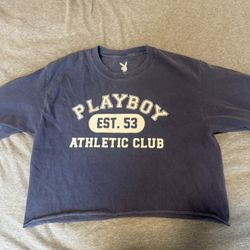 PLAYBOY
EST. 53
ATHLETIC CLUB